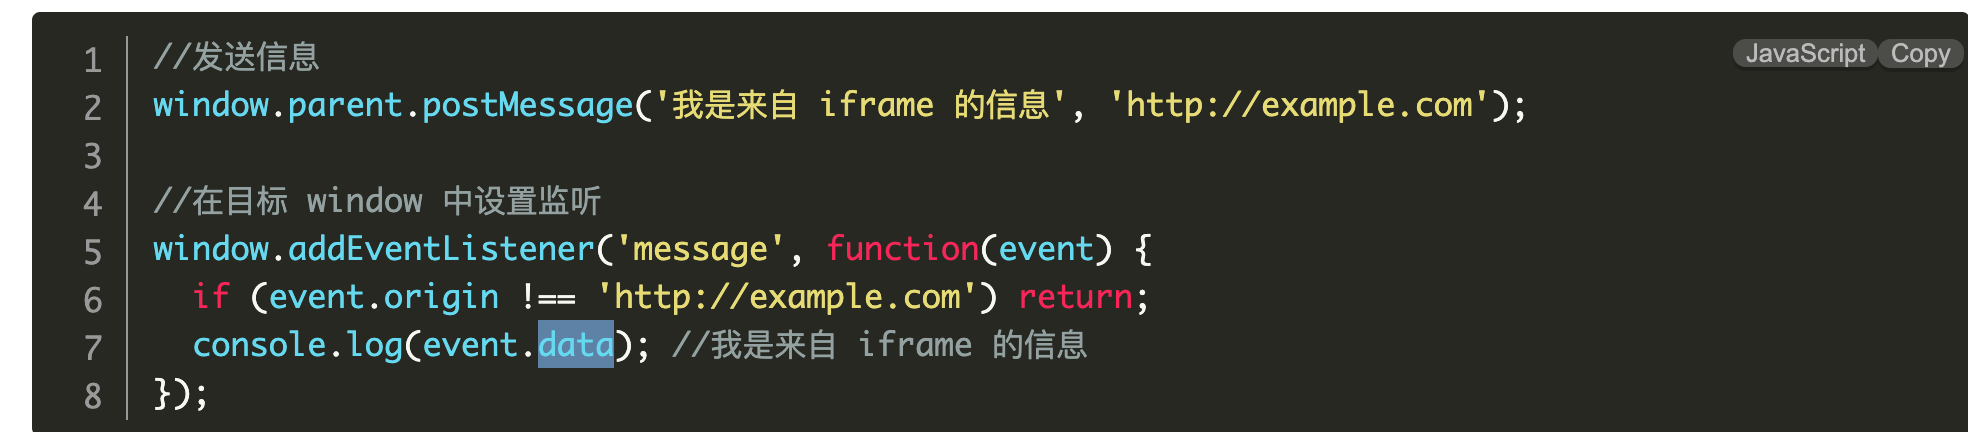 JavaScript Copy
1 //发送信息
2 window.parent.postMessage('我是来自 iframe 的信息', 'http://example.com');
3
4 //在目标 window 中设置监听
5 window.addEventListener('message', function(event) {
6   if (event.origin !== 'http://example.com') return;
7   console.log(event.data); //我是来自 iframe 的信息
8 });